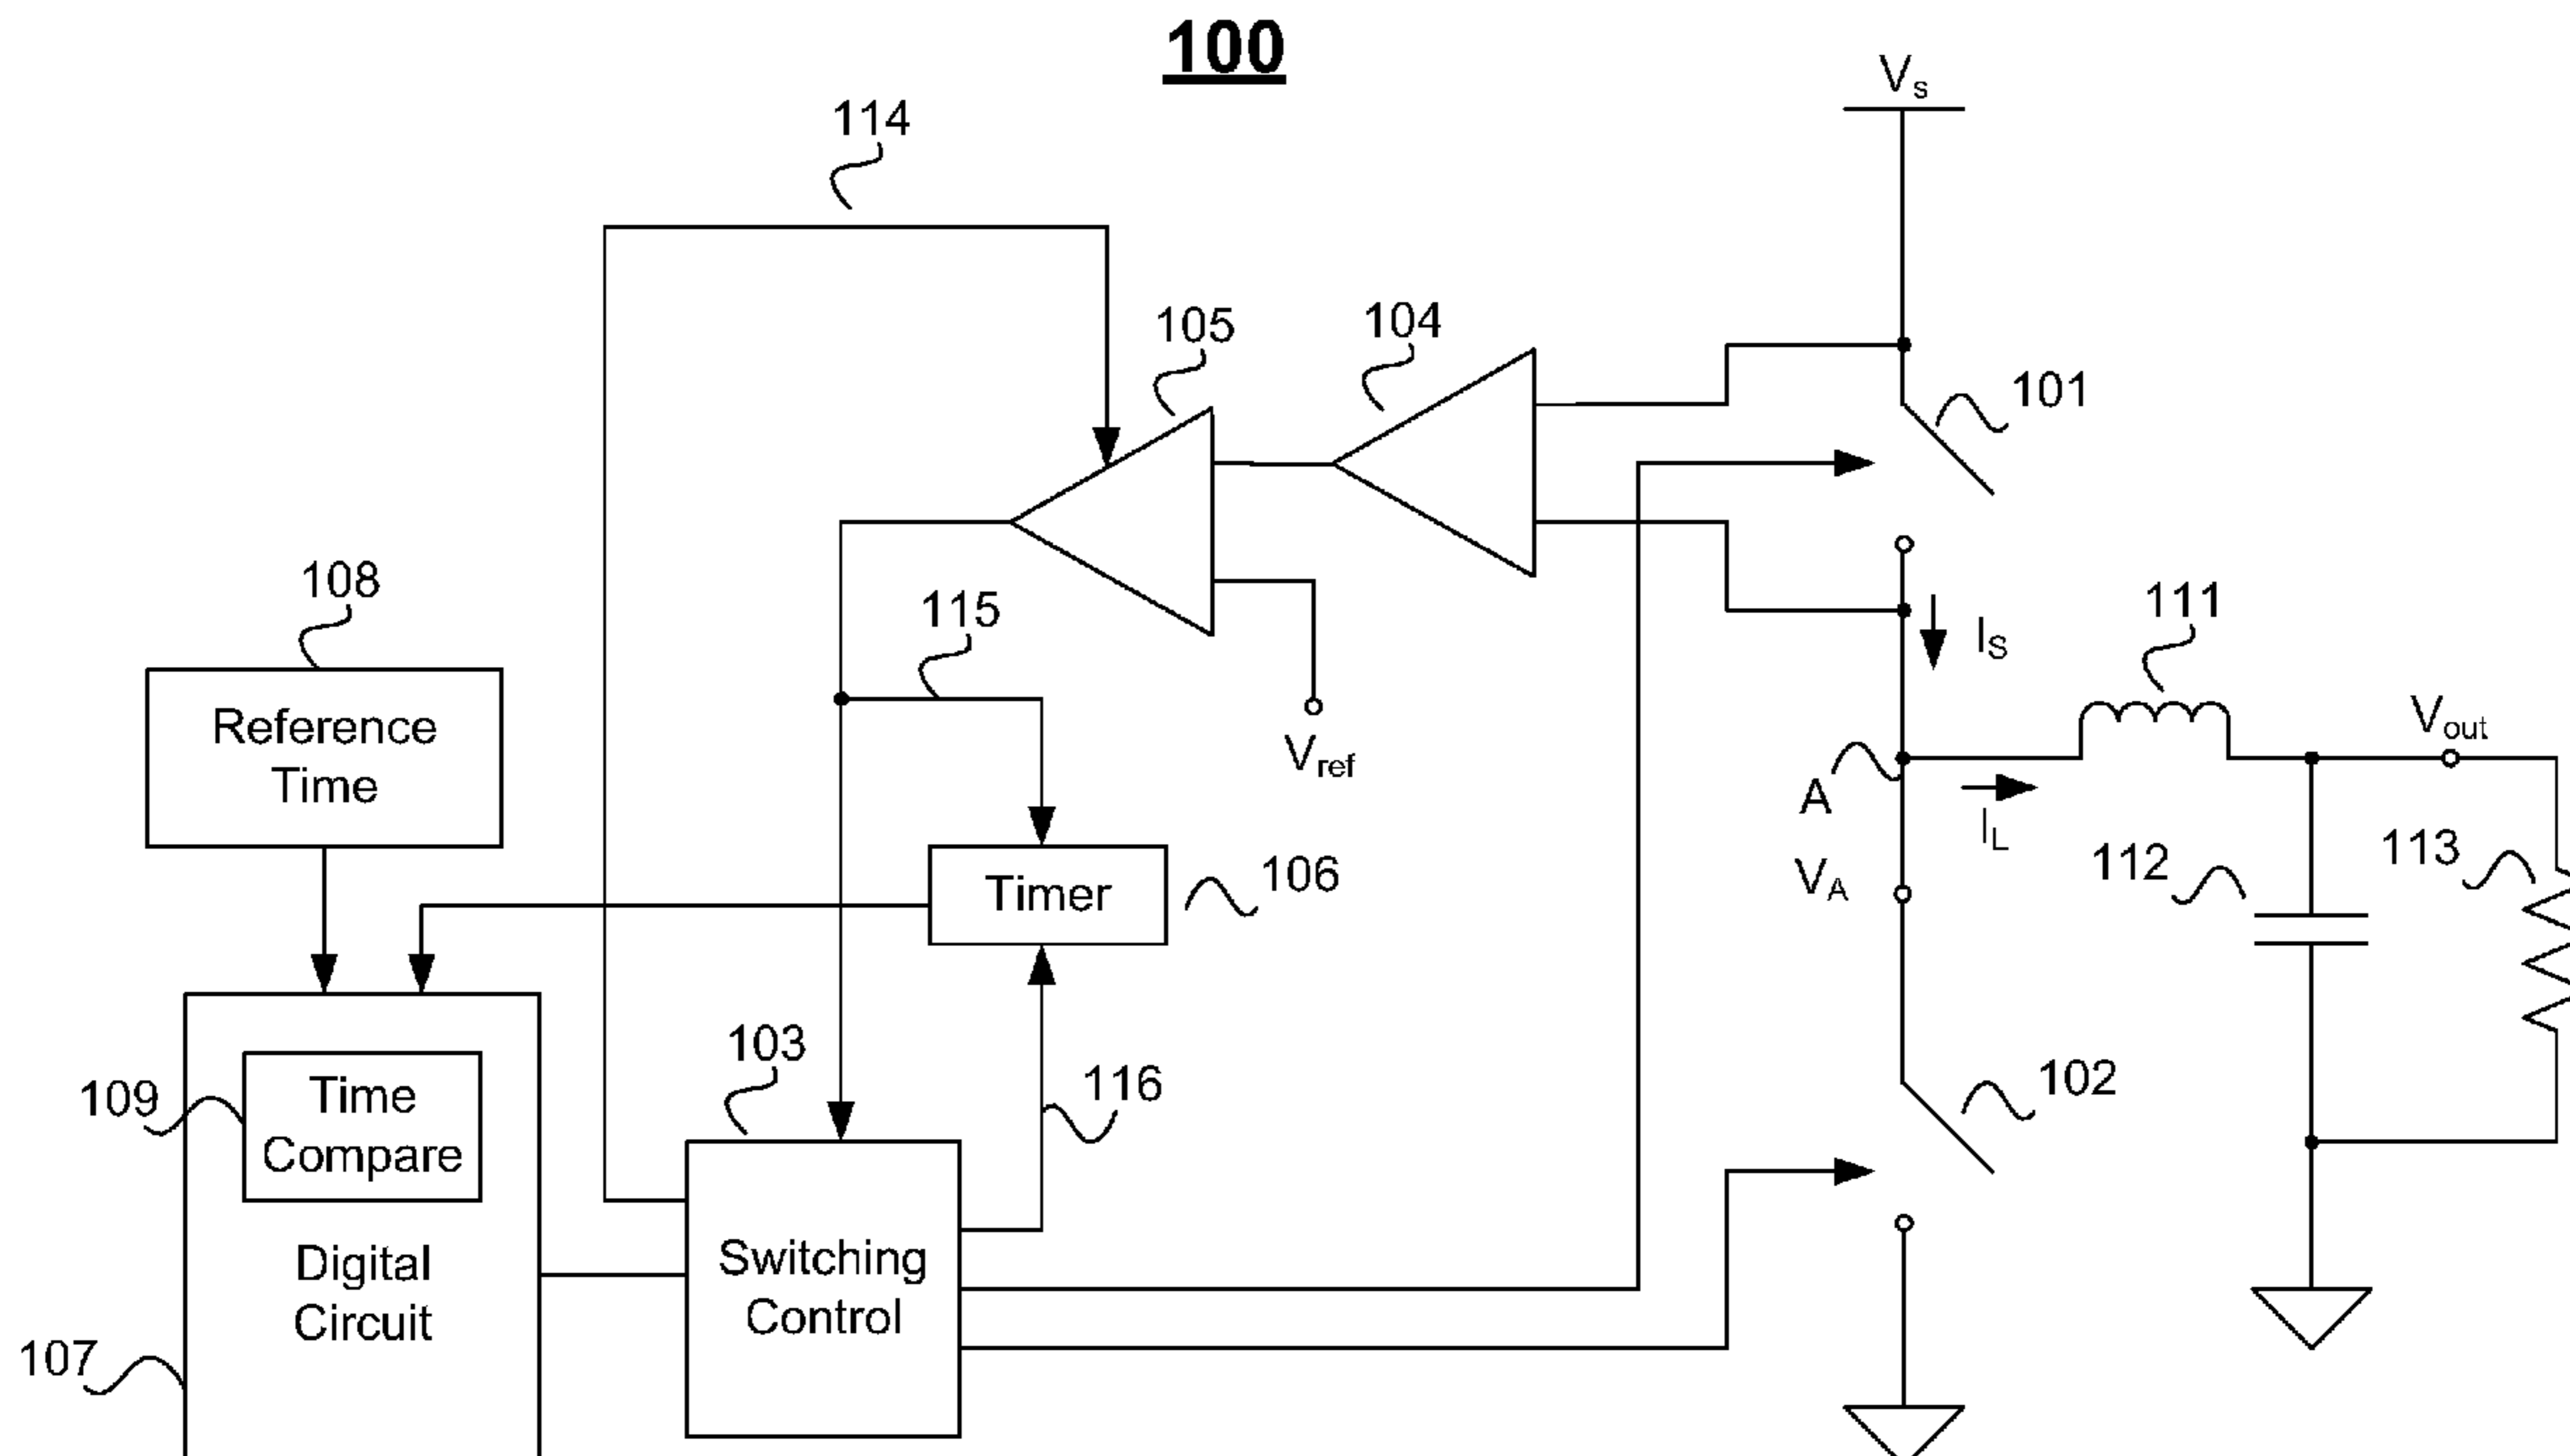 100
Vs
114
105
104
101
108
115
IS
111
Reference
Time
Vref
Vout
A
IL
VA
112
113
Timer
106
103
109
Time
Compare
116
102
Digital
Circuit
Switching
Control
107